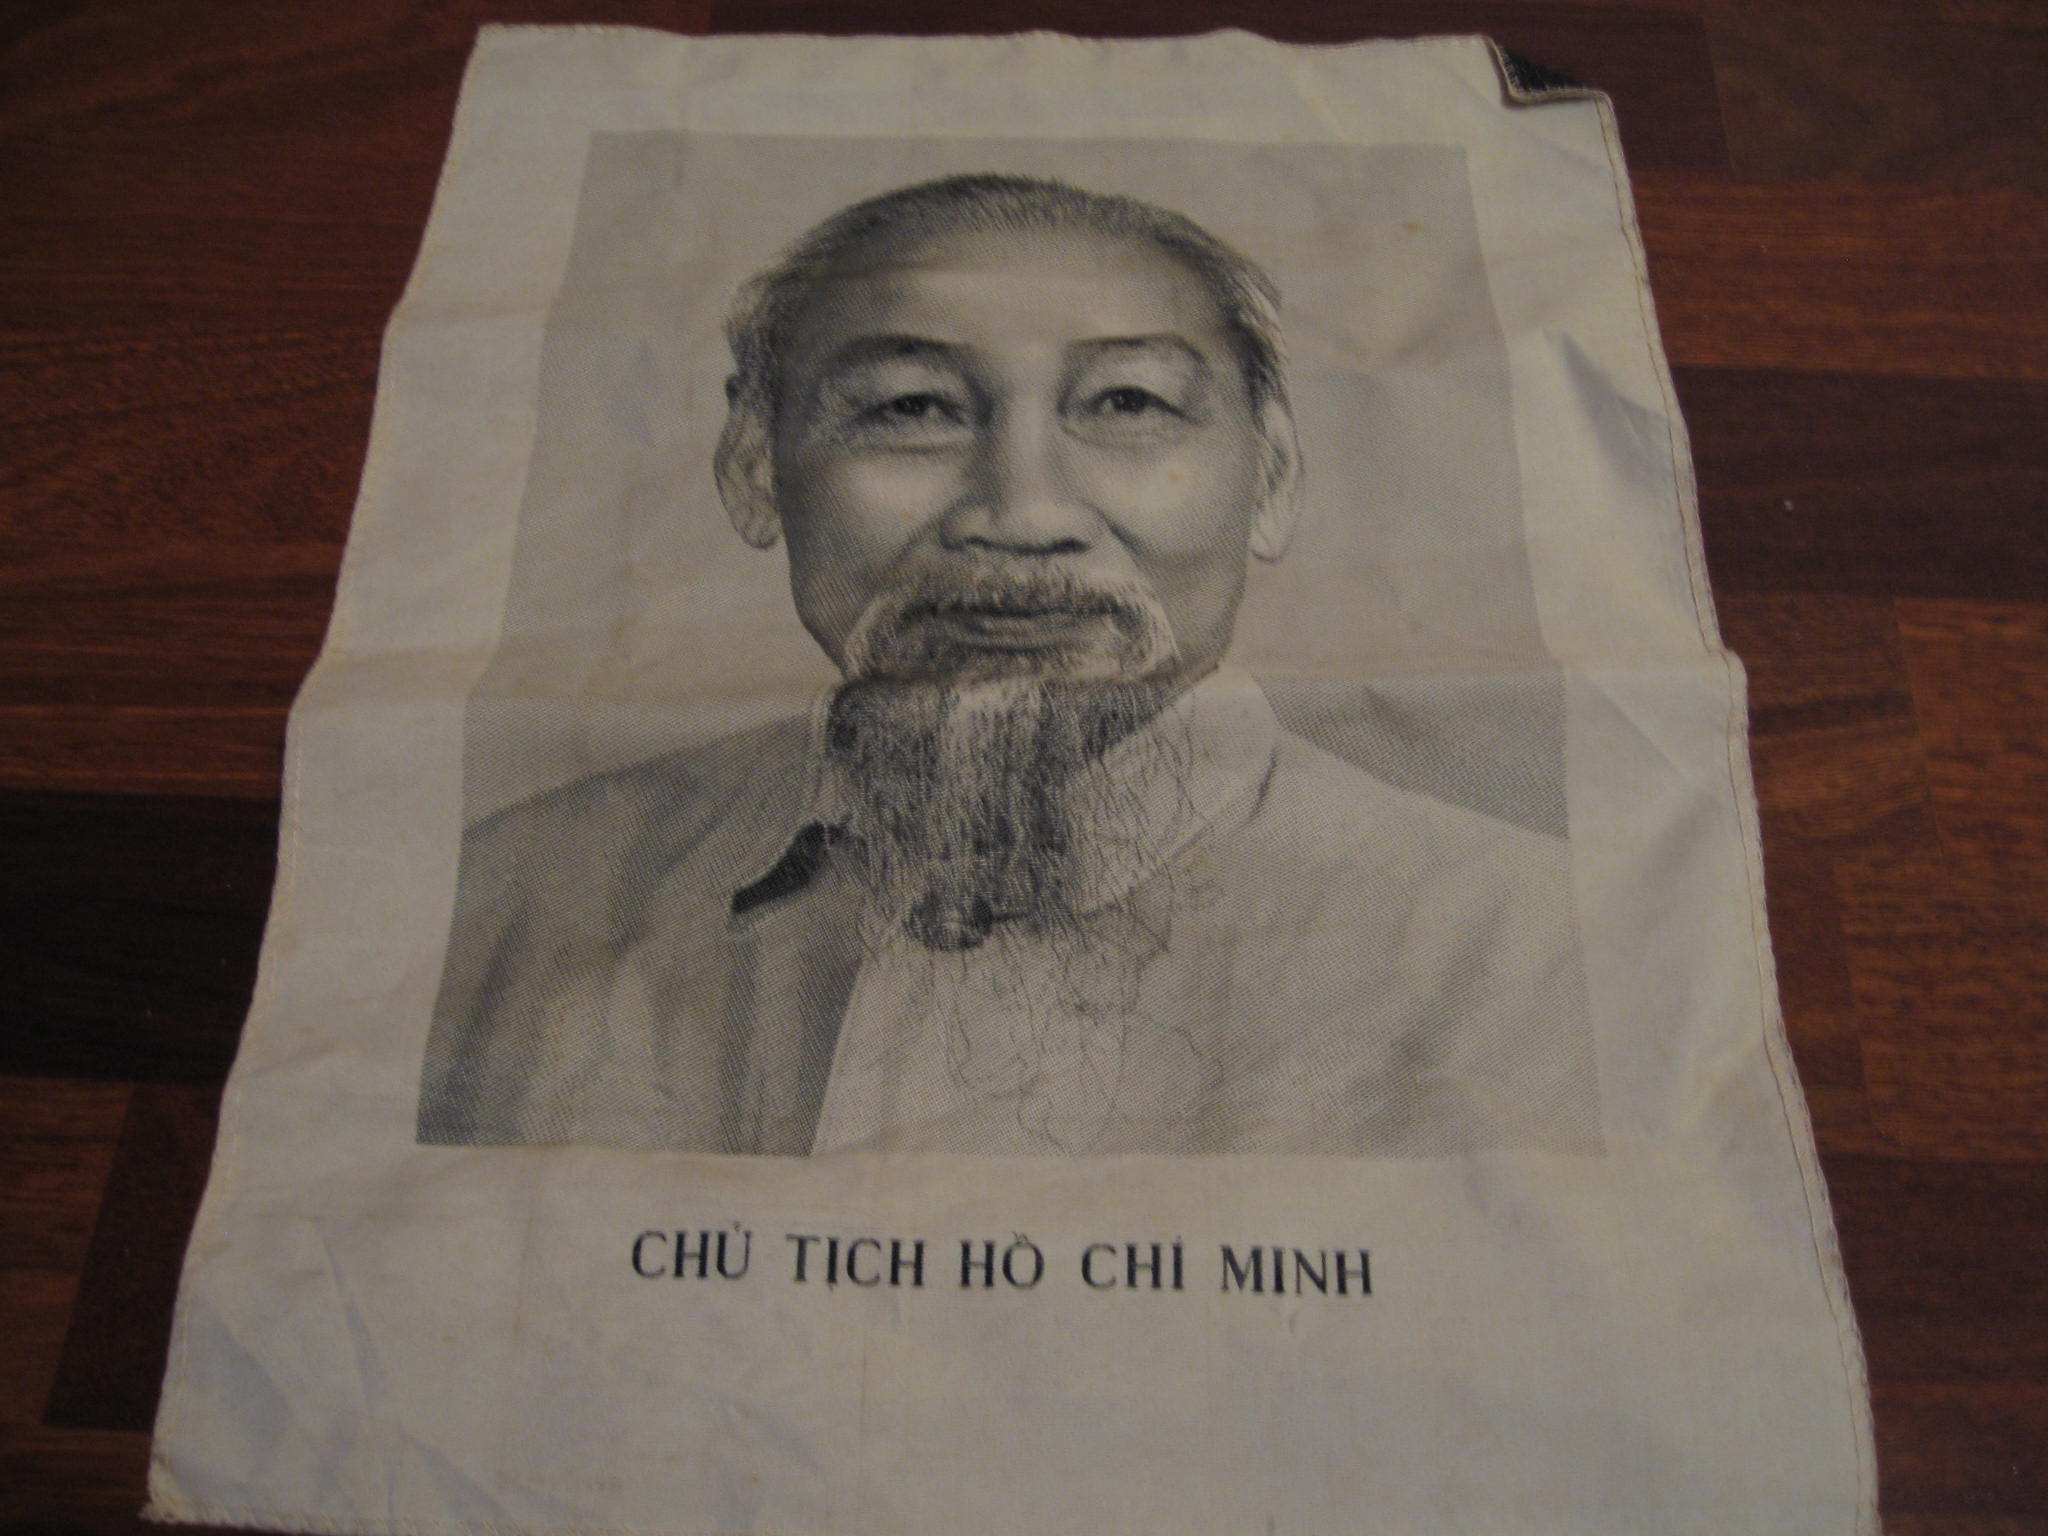 CHỦ TỊCH HỒ CHÍ MINH